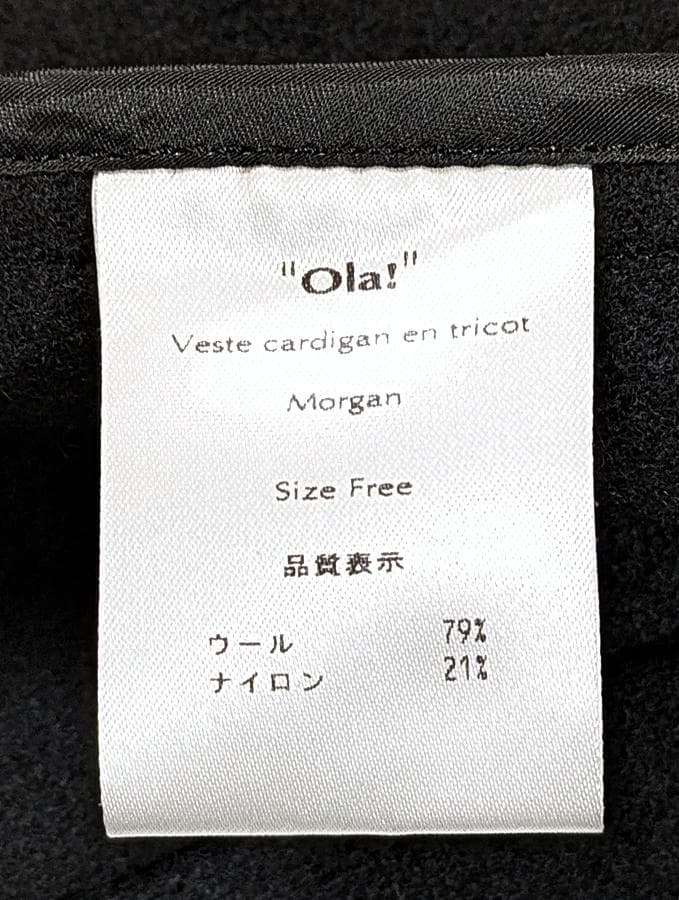 "Ola!"
Veste cardigan en tricot
Morgan
Size Free
品質表示
ウール 79%
ナイロン 21%